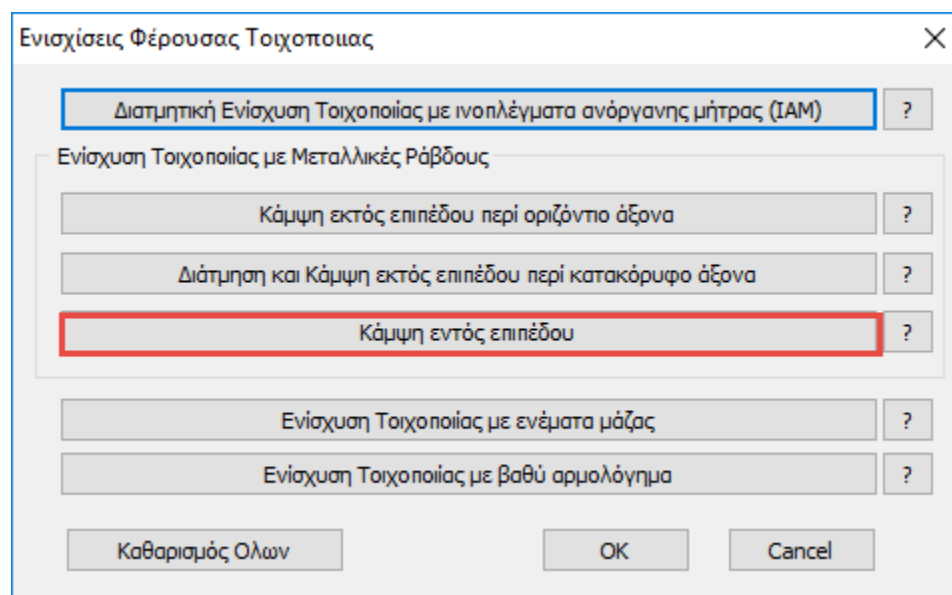 Ενισχίσεις Φέρουσας Τοιχοποιιας
Διατμητική Ενίσχυση Τοιχοποιίας με ινοπλέγματα ανόργανης μήτρας (ΙΑΜ) ?
Ενίσχυση Τοιχοποιίας με Μεταλλικές Ράβδους
Κάμψη εκτός επιπέδου περί οριζόντιο άξονα ?
Διάτμηση και Κάμψη εκτός επιπέδου περί κατακόρυφο άξονα ?
Κάμψη εντός επιπέδου ?
Ενίσχυση Τοιχοποιίας με ενέματα μάζας ?
Ενίσχυση Τοιχοποιίας με βαθύ αρμολόγημα ?
Καθαρισμός Ολων OK Cancel